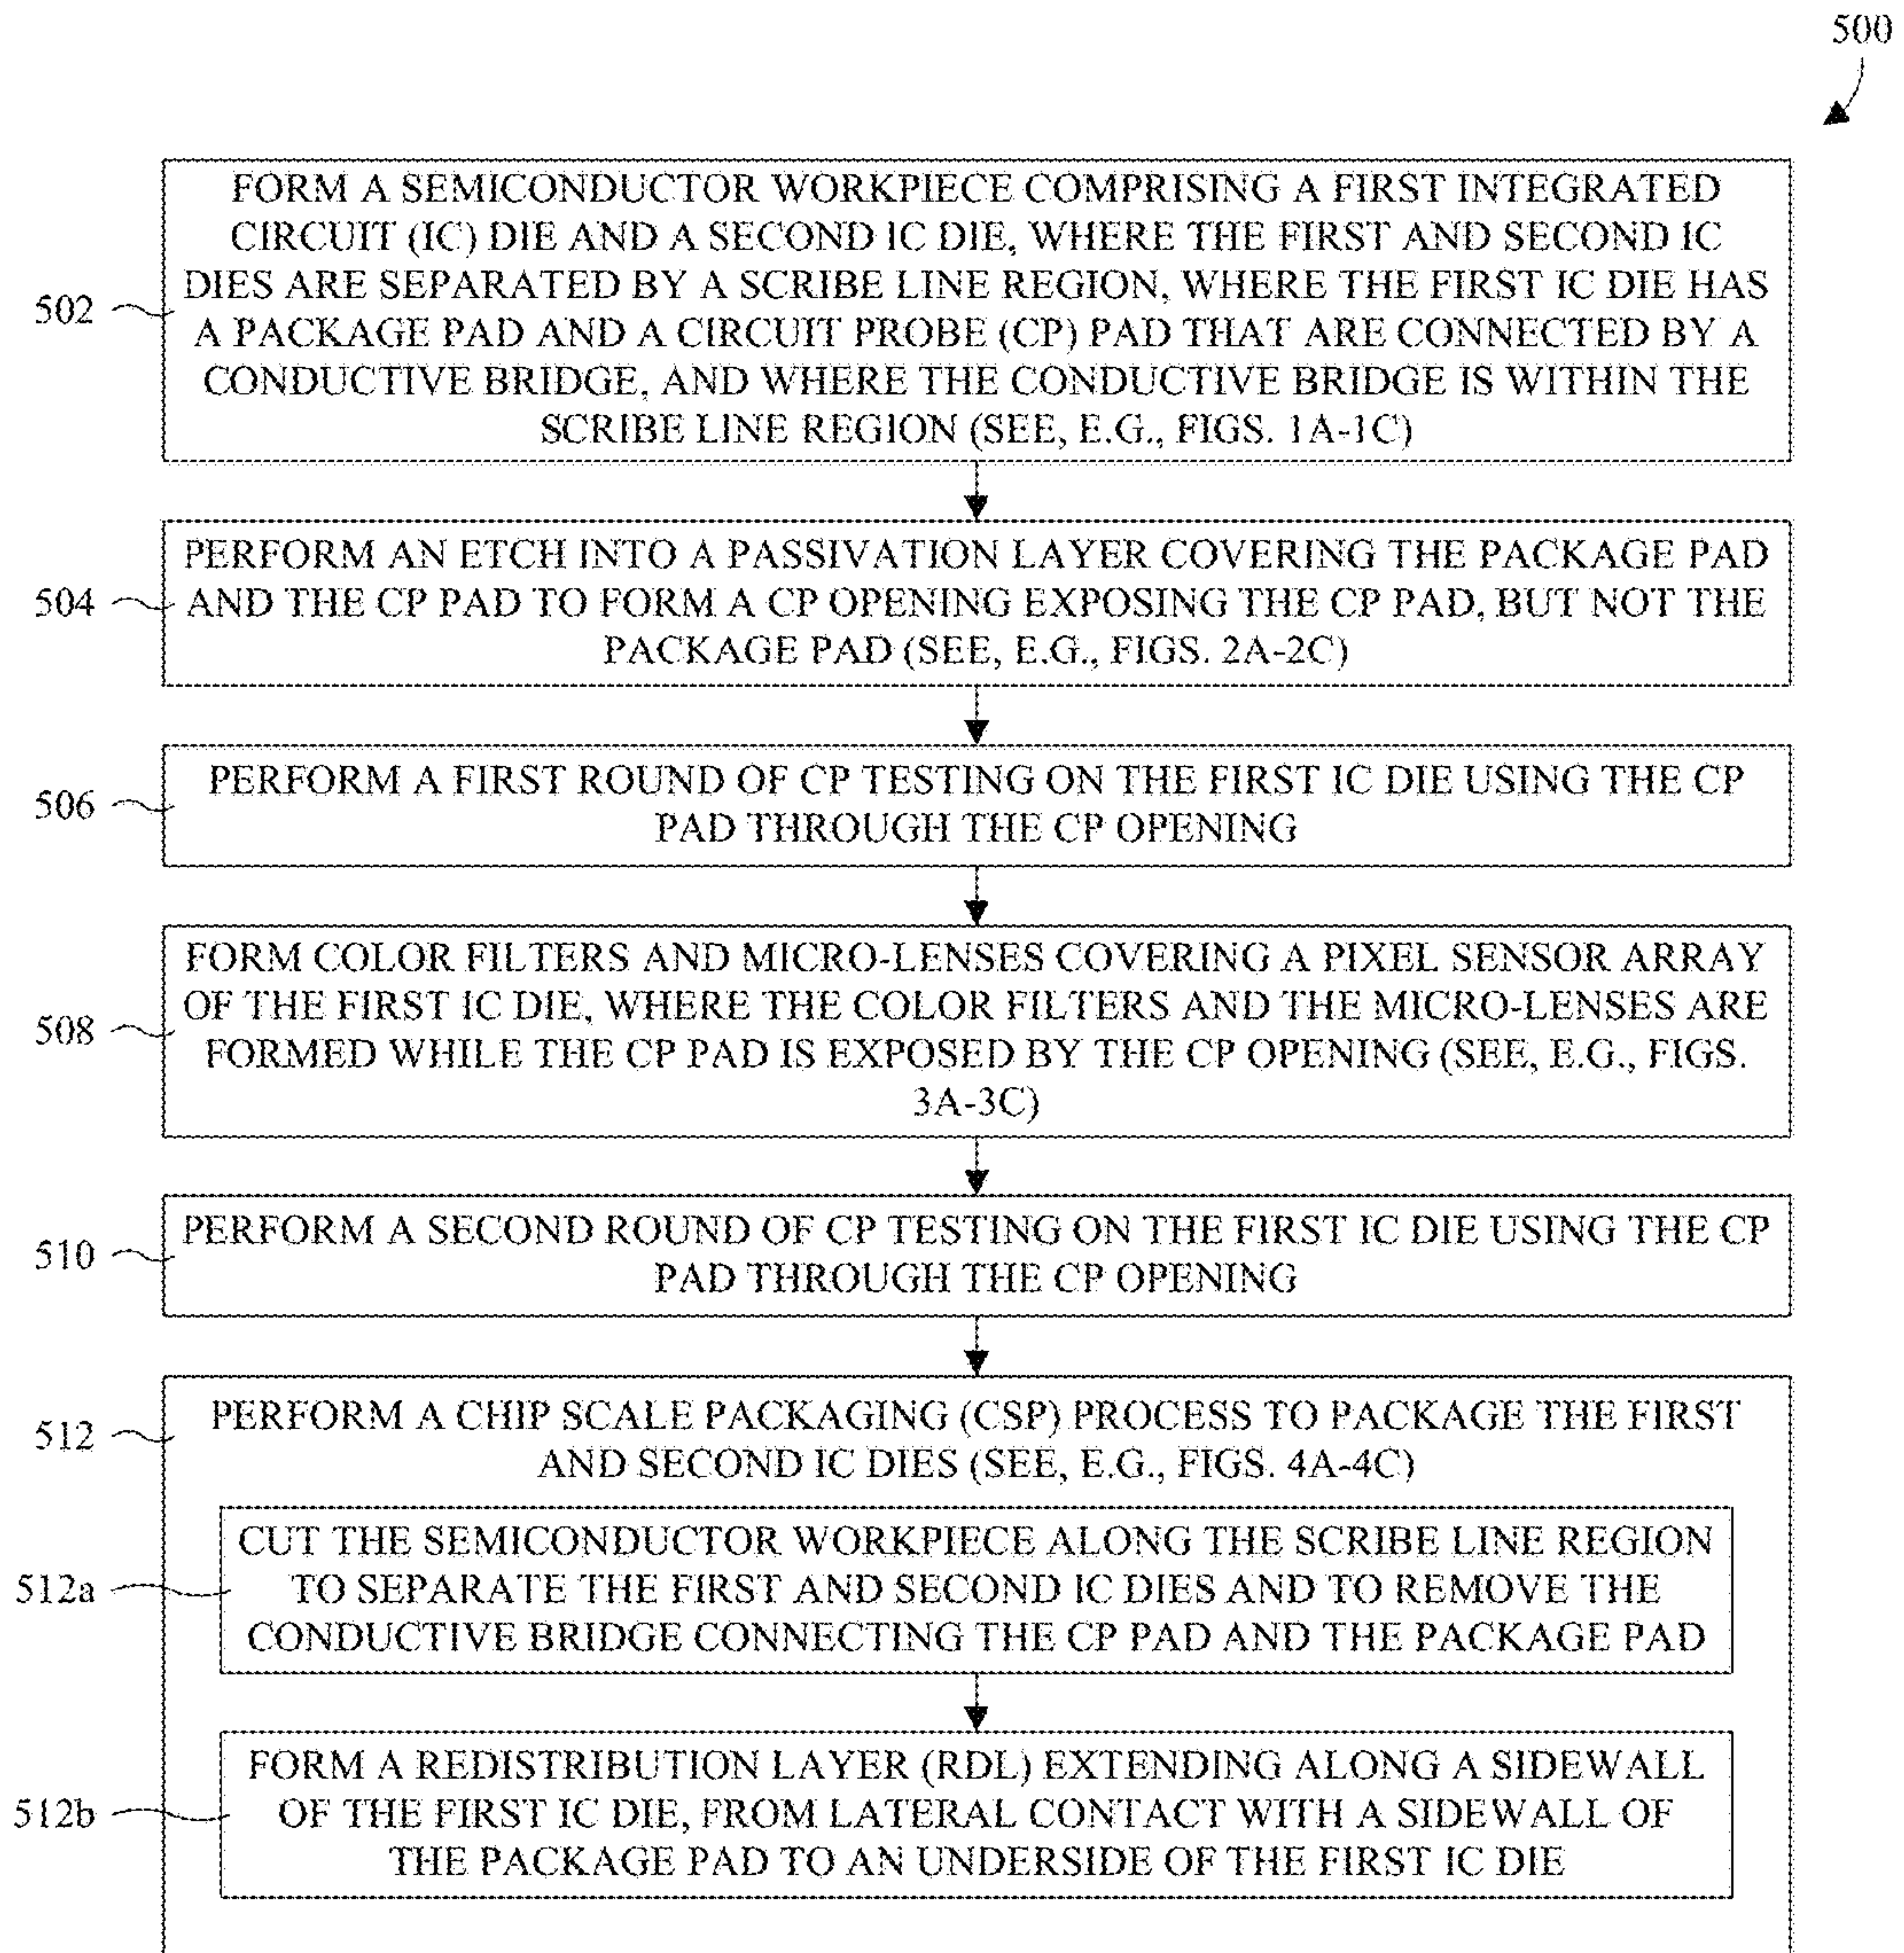 500
FORM A SEMICONDUCTOR WORKPIECE COMPRISING A FIRST INTEGRATED
CIRCUIT (IC) DIE AND A SECOND IC DIE, WHERE THE FIRST AND SECOND IC
DIES ARE SEPARATED BY A SCRIBE LINE REGION, WHERE THE FIRST IC DIE HAS
502
A PACKAGE PAD AND A CIRCUIT PROBE (CP) PAD THAT ARE CONNECTED BY A
CONDUCTIVE BRIDGE, AND WHERE THE CONDUCTIVE BRIDGE IS WITHIN THE
SCRIBE LINE REGION (SEE, E.G., FIGS. 1A-1C)
PERFORM AN ETCH INTO A PASSIVATION LAYER COVERING THE PACKAGE PAD
504
AND THE CP PAD TO FORM A CP OPENING EXPOSING THE CP PAD, BUT NOT THE
PACKAGE PAD (SEE, E.G., FIGS. 2A-2C)
PERFORM A FIRST ROUND OF CP TESTING ON THE FIRST IC DIE USING THE CP
506
PAD THROUGH THE CP OPENING
FORM COLOR FILTERS AND MICRO-LENSES COVERING A PIXEL SENSOR ARRAY
OF THE FIRST IC DIE, WHERE THE COLOR FILTERS AND THE MICRO-LENSES ARE
508
FORMED WHILE THE CP PAD IS EXPOSED BY THE CP OPENING (SEE, E.G., FIGS.
3A-3C)
PERFORM A SECOND ROUND OF CP TESTING ON THE FIRST IC DIE USING THE CP
510
PAD THROUGH THE CP OPENING
PERFORM A CHIP SCALE PACKAGING (CSP) PROCESS TO PACKAGE THE FIRST
512
AND SECOND IC DIES (SEE, E.G., FIGS. 4A-4C)
CUT THE SEMICONDUCTOR WORKPIECE ALONG THE SCRIBE LINE REGION
512a
TO SEPARATE THE FIRST AND SECOND IC DIES AND TO REMOVE THE
CONDUCTIVE BRIDGE CONNECTING THE CP PAD AND THE PACKAGE PAD
FORM A REDISTRIBUTION LAYER (RDL) EXTENDING ALONG A SIDEWALL
512b
OF THE FIRST IC DIE, FROM LATERAL CONTACT WITH A SIDEWALL OF
THE PACKAGE PAD TO AN UNDERSIDE OF THE FIRST IC DIE